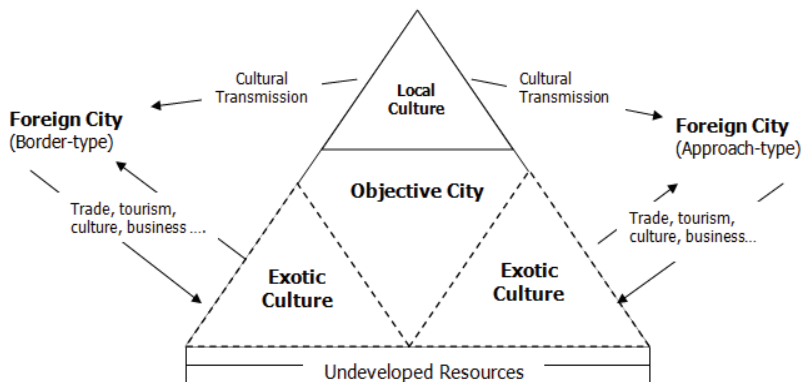 Cultural
Transmission
Local
Culture
Cultural
Transmission
Foreign City
(Border-type)
Foreign City
(Approach-type)
Objective City
Trade, tourism,
culture, business ....
Trade, tourism,
culture, business...
Exotic
Culture
Exotic
Culture
Undeveloped Resources